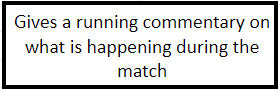 Gives a running commentary on
what is happening during the
match